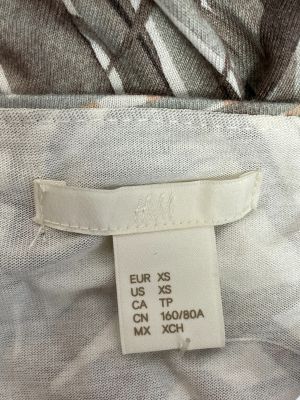 H&M
EUR XS
US XS
CA TP
CN 160/80A
MX XCH